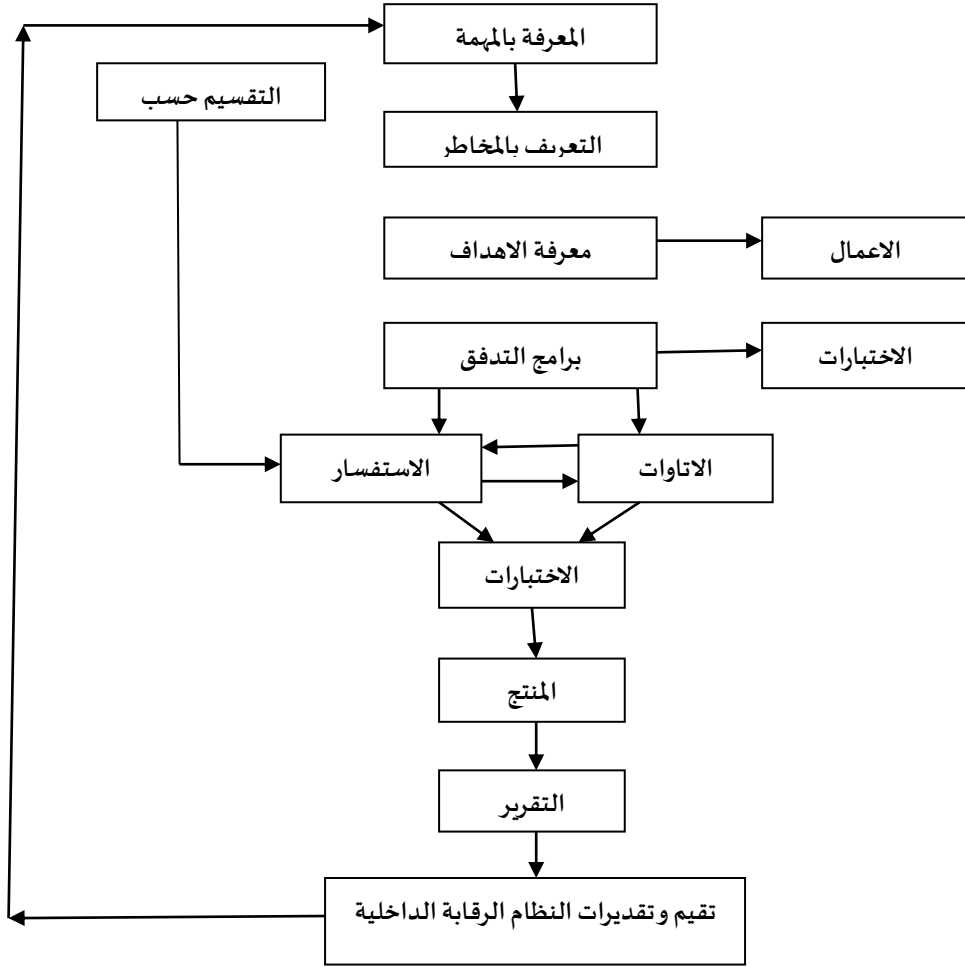 المعرفة بالمهمة
التقسيم حسب
التعريف بالمخاطر
معرفة الاهداف
الاعمال
برامج التدفق
الاختبارات
الاتاوات
الاستفسار
الاختبارات
المنتج
التقرير
تقيم وتقديرات النظام الرقابة الداخلية